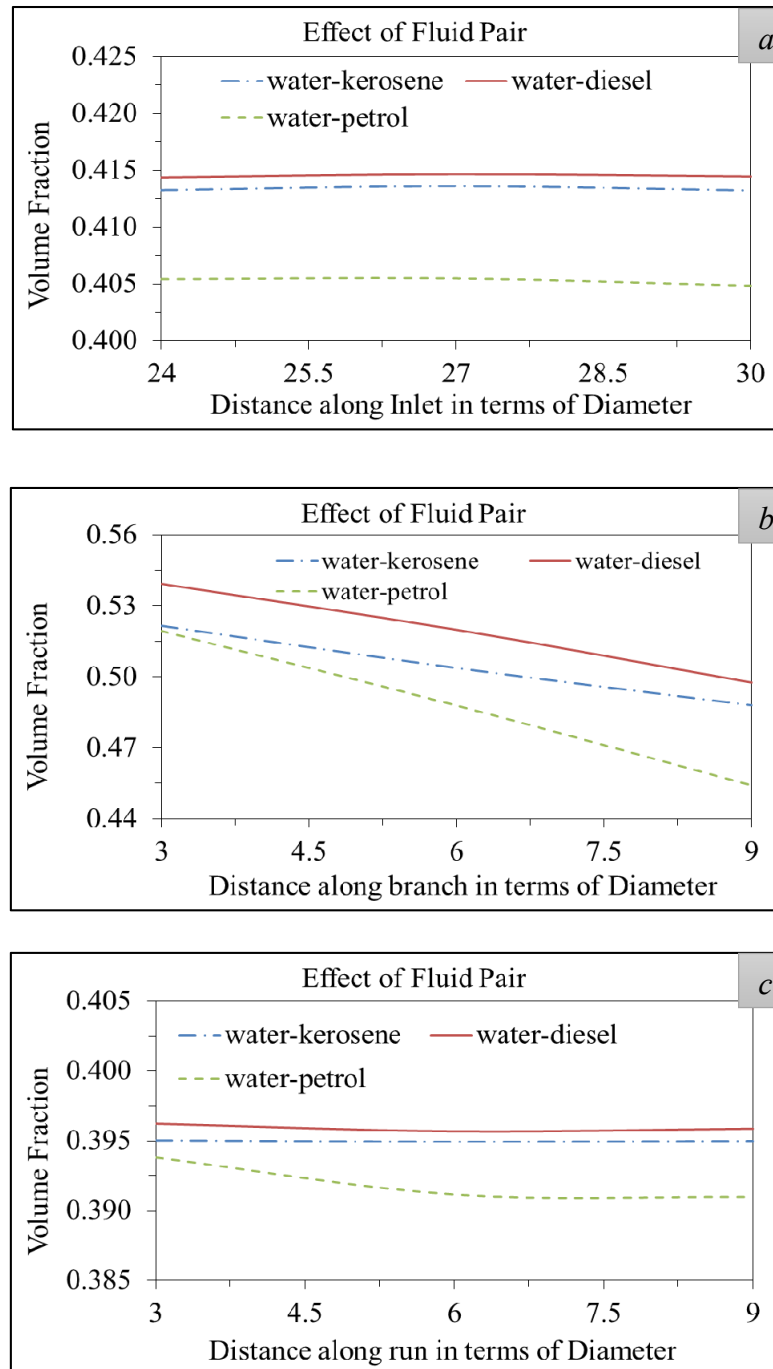 Effect of Fluid Pair
a
0.425
water-kerosene water-diesel
0.420
water-petrol
0.415
0.410
0.405
0.400
Volume Fraction
24 25.5 27 28.5 30
Distance along Inlet in terms of Diameter
Effect of Fluid Pair
b
0.56
water-kerosene water-diesel
water-petrol
0.53
0.50
0.47
0.44
Volume Fraction
3 4.5 6 7.5 9
Distance along branch in terms of Diameter
Effect of Fluid Pair
c
0.405
water-kerosene water-diesel
0.400
water-petrol
0.395
0.390
0.385
Volume Fraction
3 4.5 6 7.5 9
Distance along run in terms of Diameter